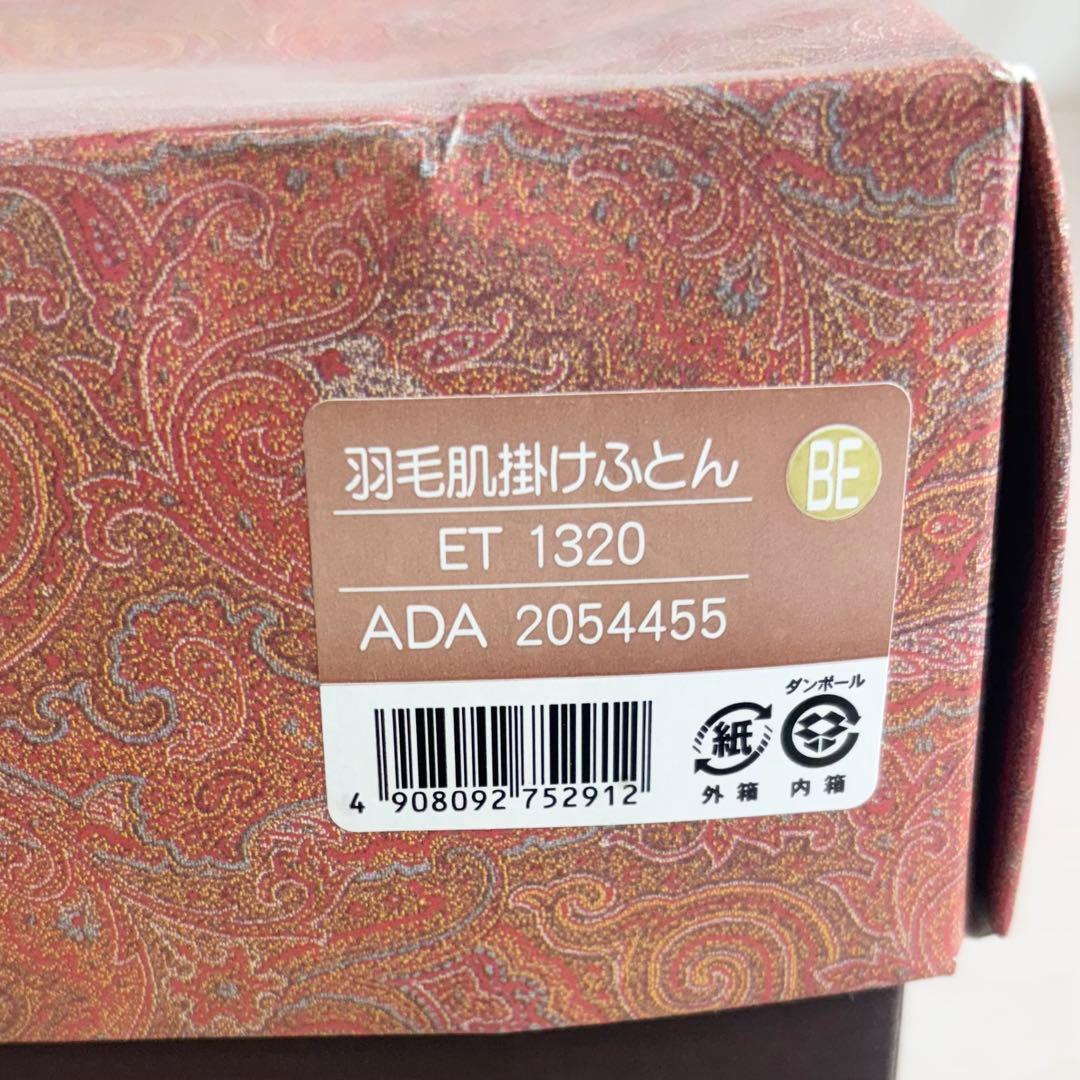 羽毛肌掛けふとん
BE
ET 1320
ADA 2054455
ダンボール
紙
外箱 内箱
4 908092 752912